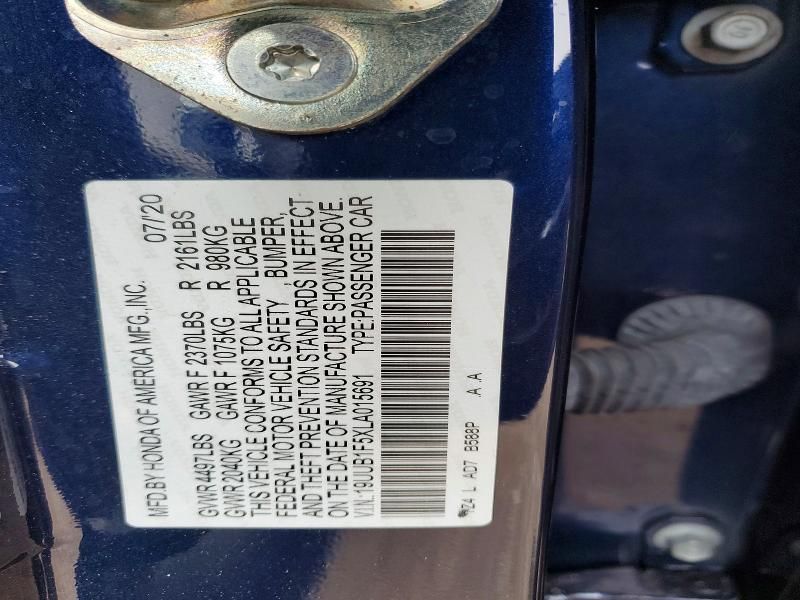 MFD.BY HONDA OF AMERICA MFG.,INC. 07/'20
GVWR 4497LBS GAWR F 2370LBS R 2161LBS
GVWR 2040KG GAWR F 1075KG R 980KG
THIS VEHICLE CONFORMS TO ALL APPLICABLE
FEDERAL MOTOR VEHICLE SAFETY , BUMPER,
AND THEFT PREVENTION STANDARDS IN EFFECT
ON THE DATE OF MANUFACTURE SHOWN ABOVE.
V.I.N.:19UUB1F5XLA015691 TYPE:PASSENGER CAR
TZ4 L AD7 B588P .A .A